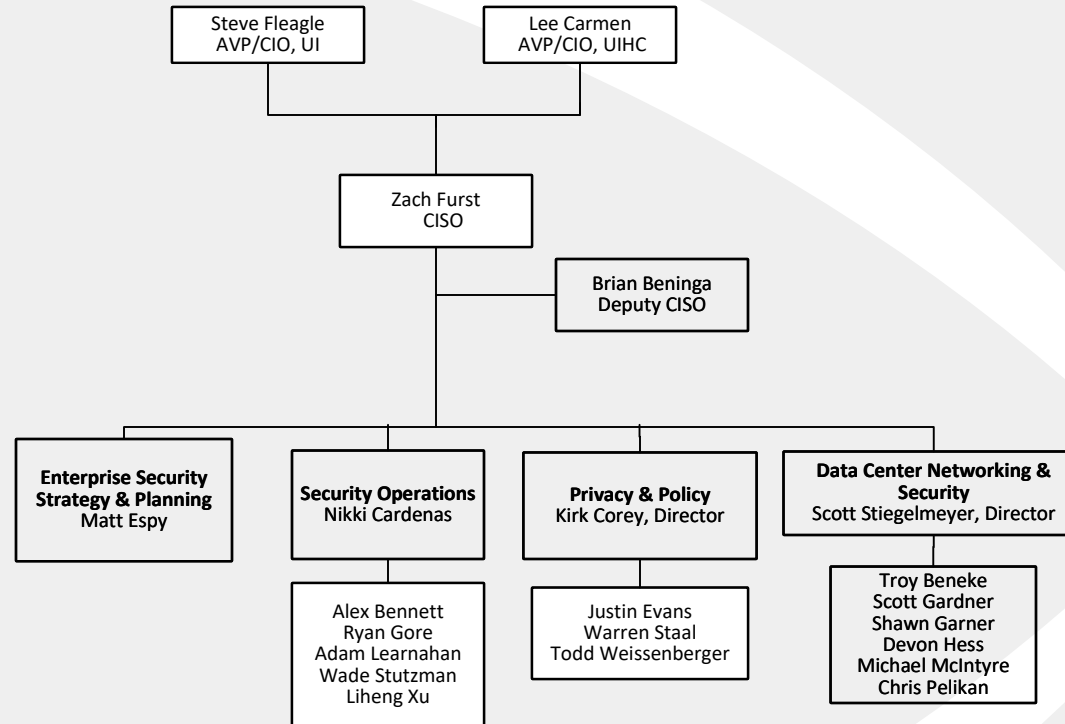 Steve Fleagle
AVP/CIO, UI
Lee Carmen
AVP/CIO, UIHC
Zach Furst
CISO
Brian Beninga
Deputy CISO
Enterprise Security
Strategy & Planning
Matt Espy
Security Operations
Nikki Cardenas
Privacy & Policy
Kirk Corey, Director
Data Center Networking &
Security
Scott Stiegelmeyer, Director
Alex Bennett
Ryan Gore
Adam Learnahan
Wade Stutzman
Liheng Xu
Justin Evans
Warren Staal
Todd Weissenberger
Troy Beneke
Scott Gardner
Shawn Garner
Devon Hess
Michael McIntyre
Chris Pelikan